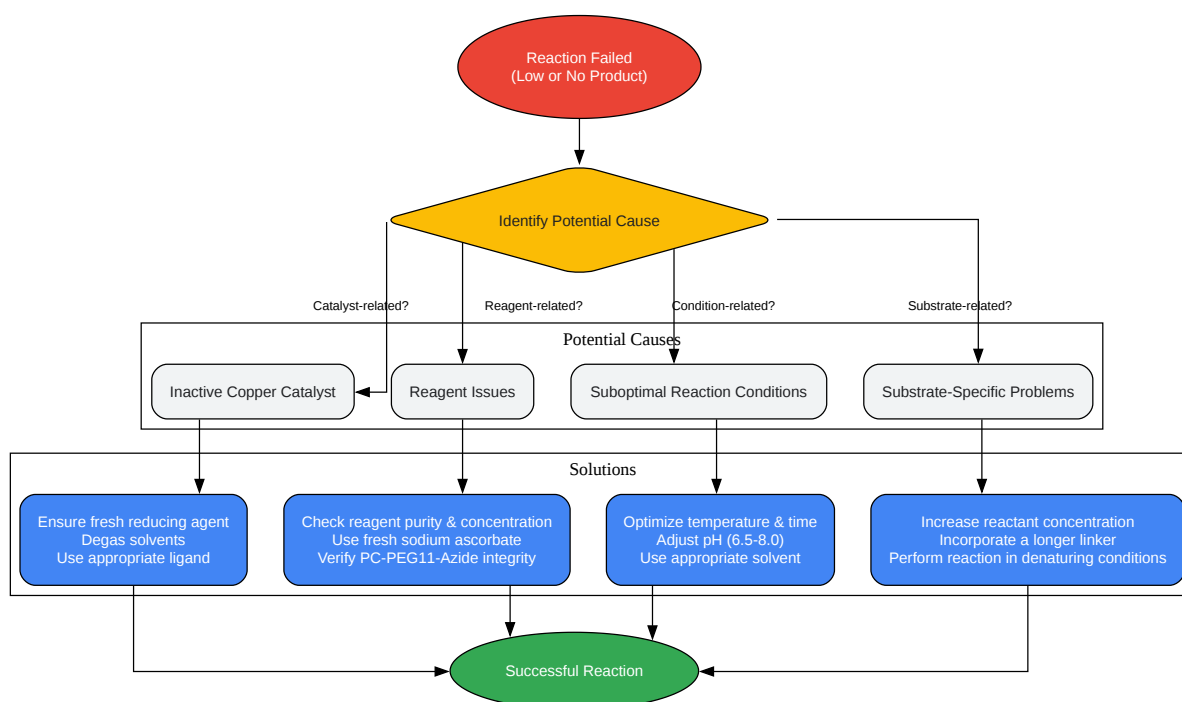 Reaction Failed
(Low or No Product)
Identify Potential Cause
Catalyst-related?
Reagent-related?
Condition-related?
Substrate-related?
Potential Causes
Inactive Copper Catalyst
Reagent Issues
Suboptimal Reaction Conditions
Substrate-Specific Problems
Solutions
Ensure fresh reducing agent
Degas solvents
Use appropriate ligand
Check reagent purity & concentration
Use fresh sodium ascorbate
Verify PC-PEG11-Azide integrity
Optimize temperature & time
Adjust pH (6.5-8.0)
Use appropriate solvent
Increase reactant concentration
Incorporate a longer linker
Perform reaction in denaturing conditions
Successful Reaction